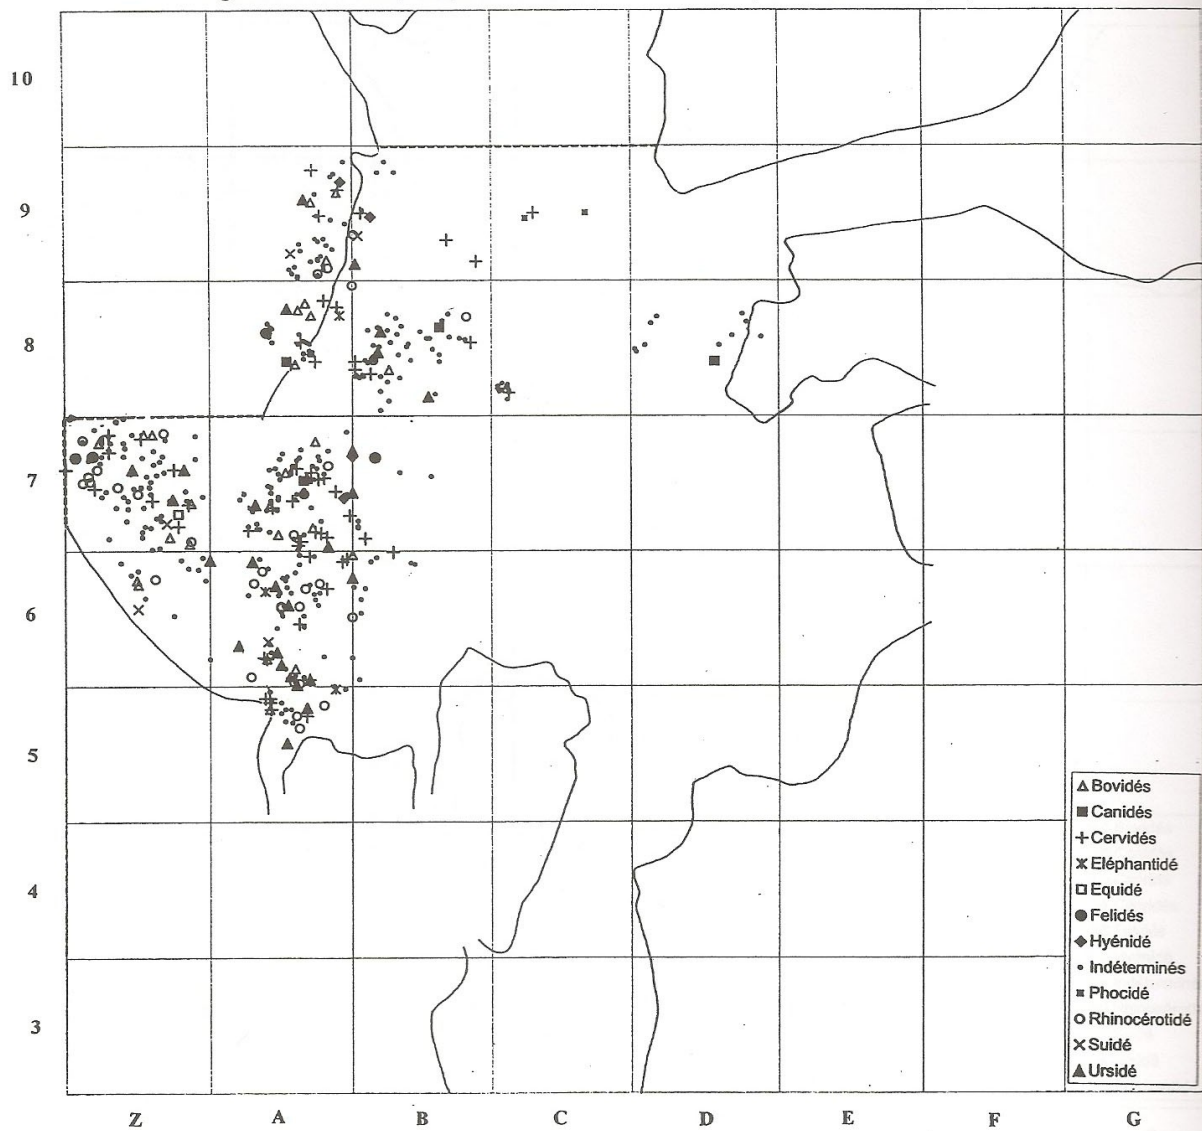 10
9
8
7
6
5
4
3
Bovidés
Canidés
Cervidés
Eléphantidé
Equidé
Felidés
Hyénidé
Indéterminés
Phocidé
Rhinocérotidé
Suidé
Ursidé
Z A B C D E F G